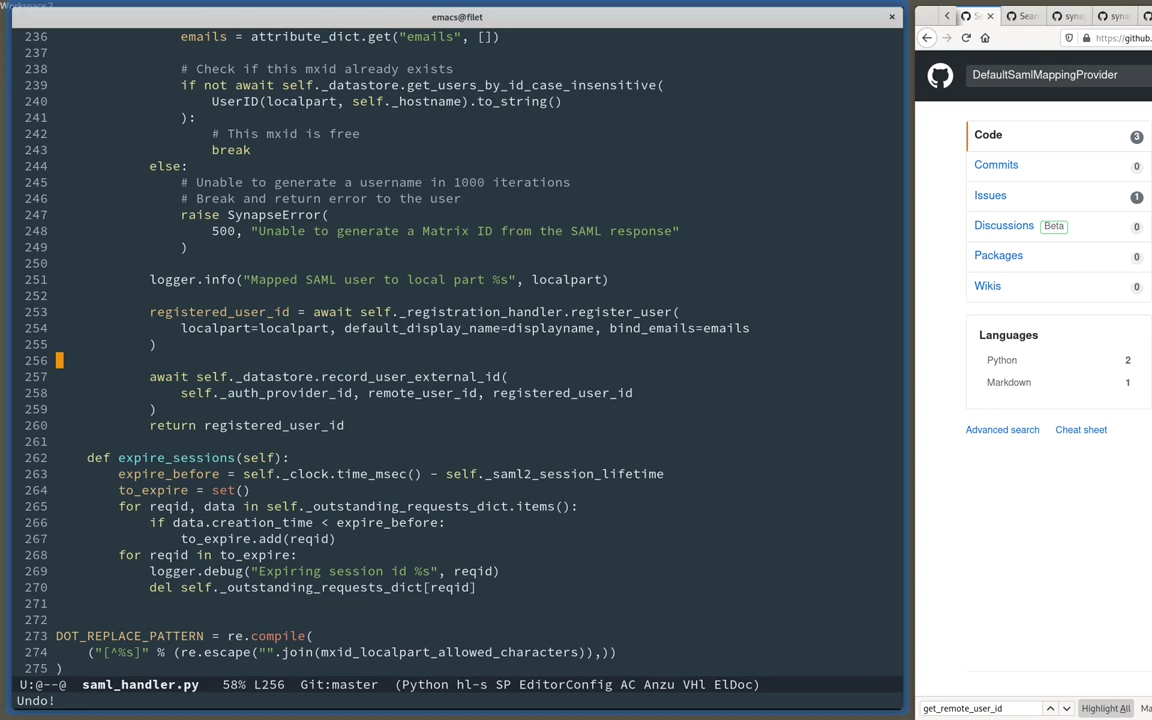 Workspace 2
emacs@filet
236 emails = attribute_dict.get("emails", [])
237
238 # Check if this mxid already exists
239 if not await self._datastore.get_users_by_id_case_insensitive(
240 UserID(localpart, self._hostname).to_string()
241 ):
242 # This mxid is free
243 break
244 else:
245 # Unable to generate a username in 1000 iterations
246 # Break and return error to the user
247 raise SynapseError(
248 500, "Unable to generate a Matrix ID from the SAML response"
249 )
250
251 logger.info("Mapped SAML user to local part %s", localpart)
252
253 registered_user_id = await self._registration_handler.register_user(
254 localpart=localpart, default_display_name=displayname, bind_emails=emails
255 )
256
257 await self._datastore.record_user_external_id(
258 self._auth_provider_id, remote_user_id, registered_user_id
259 )
260 return registered_user_id
261
262 def expire_sessions(self):
263 expire_before = self._clock.time_msec() - self._saml2_session_lifetime
264 to_expire = set()
265 for reqid, data in self._outstanding_requests_dict.items():
266 if data.creation_time < expire_before:
267 to_expire.add(reqid)
268 for reqid in to_expire:
269 logger.debug("Expiring session id %s", reqid)
270 del self._outstanding_requests_dict[reqid]
271
272
273 DOT_REPLACE_PATTERN = re.compile(
274 ("[^%s]" % (re.escape("".join(mxid_localpart_allowed_characters)),))
275 )
U:@--@ saml_handler.py 58% L256 Git:master (Python hl-s SP EditorConfig AC Anzu VHl ElDoc)
Undo!
Se Sear syna syna
https://github.
DefaultSamlMappingProvider
Code 3
Commits 0
Issues 1
Discussions Beta 0
Packages 0
Wikis 0
Languages
Python 2
Markdown 1
Advanced search Cheat sheet
get_remote_user_id Highlight All Ma